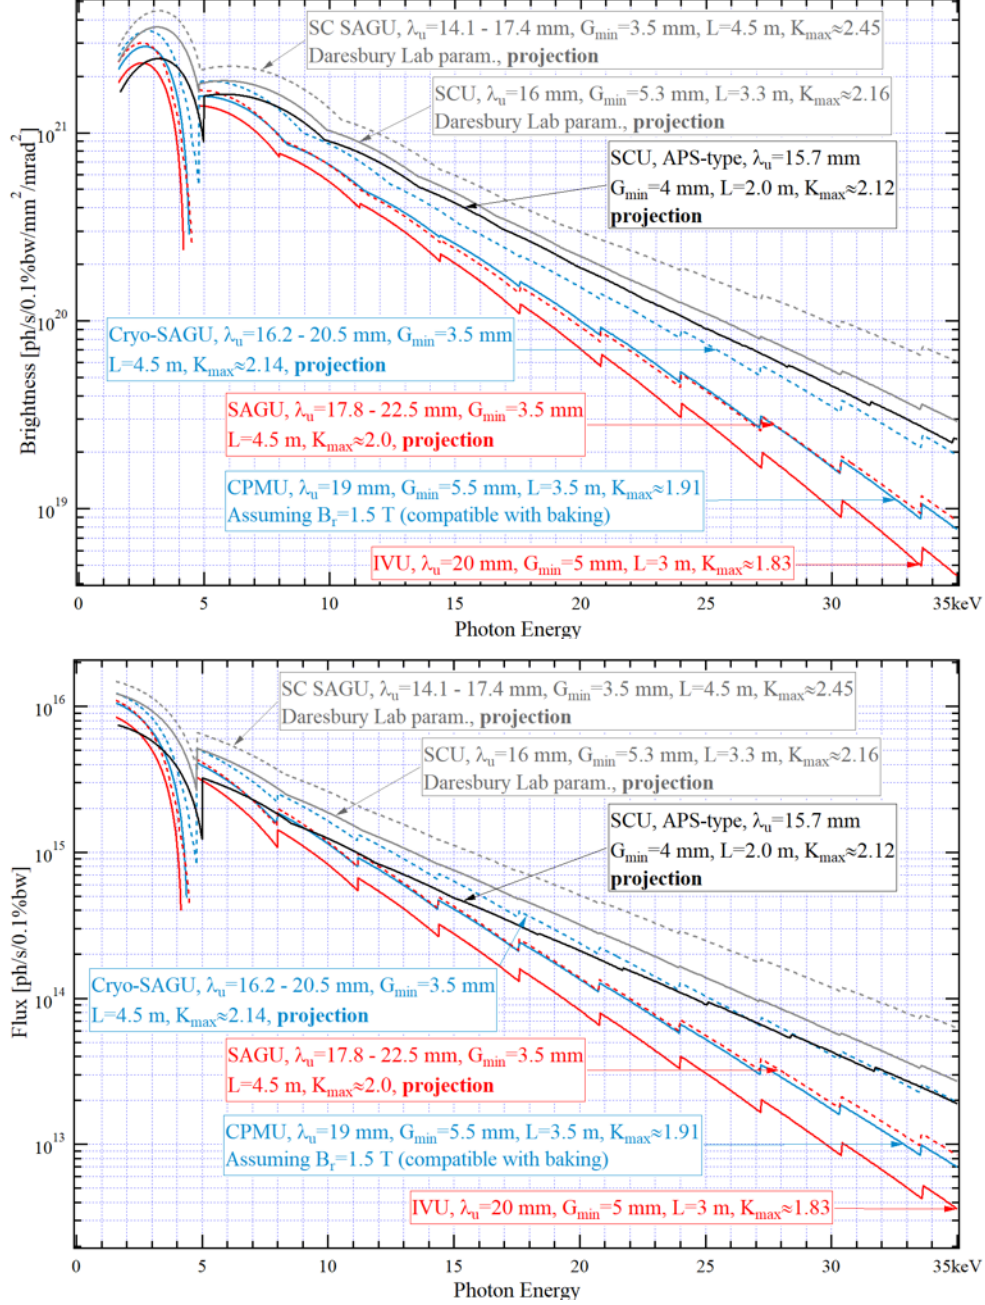 SC SAGU, λu=14.1 - 17.4 mm, Gmin=3.5 mm, L=4.5 m, Kmax≈2.45
Daresbury Lab param., projection
SCU, λu=16 mm, Gmin=5.3 mm, L=3.3 m, Kmax≈2.16
Daresbury Lab param., projection
SCU, APS-type, λu=15.7 mm
Gmin=4 mm, L=2.0 m, Kmax≈2.12
projection
Cryo-SAGU, λu=16.2 - 20.5 mm, Gmin=3.5 mm
L=4.5 m, Kmax≈2.14, projection
SAGU, λu=17.8 - 22.5 mm, Gmin=3.5 mm
L=4.5 m, Kmax≈2.0, projection
CPMU, λu=19 mm, Gmin=5.5 mm, L=3.5 m, Kmax≈1.91
Assuming Br=1.5 T (compatible with baking)
IVU, λu=20 mm, Gmin=5 mm, L=3 m, Kmax≈1.83
Brightness [ph/s/0.1%bw/mm²/mrad²]
10²¹
10²⁰
10¹⁹
0 5 10 15 20 25 30 35keV
Photon Energy
SC SAGU, λu=14.1 - 17.4 mm, Gmin=3.5 mm, L=4.5 m, Kmax≈2.45
Daresbury Lab param., projection
SCU, λu=16 mm, Gmin=5.3 mm, L=3.3 m, Kmax≈2.16
Daresbury Lab param., projection
SCU, APS-type, λu=15.7 mm
Gmin=4 mm, L=2.0 m, Kmax≈2.12
projection
Cryo-SAGU, λu=16.2 - 20.5 mm, Gmin=3.5 mm
L=4.5 m, Kmax≈2.14, projection
SAGU, λu=17.8 - 22.5 mm, Gmin=3.5 mm
L=4.5 m, Kmax≈2.0, projection
CPMU, λu=19 mm, Gmin=5.5 mm, L=3.5 m, Kmax≈1.91
Assuming Br=1.5 T (compatible with baking)
IVU, λu=20 mm, Gmin=5 mm, L=3 m, Kmax≈1.83
Flux [ph/s/0.1%bw]
10¹⁶
10¹⁵
10¹⁴
10¹³
0 5 10 15 20 25 30 35keV
Photon Energy